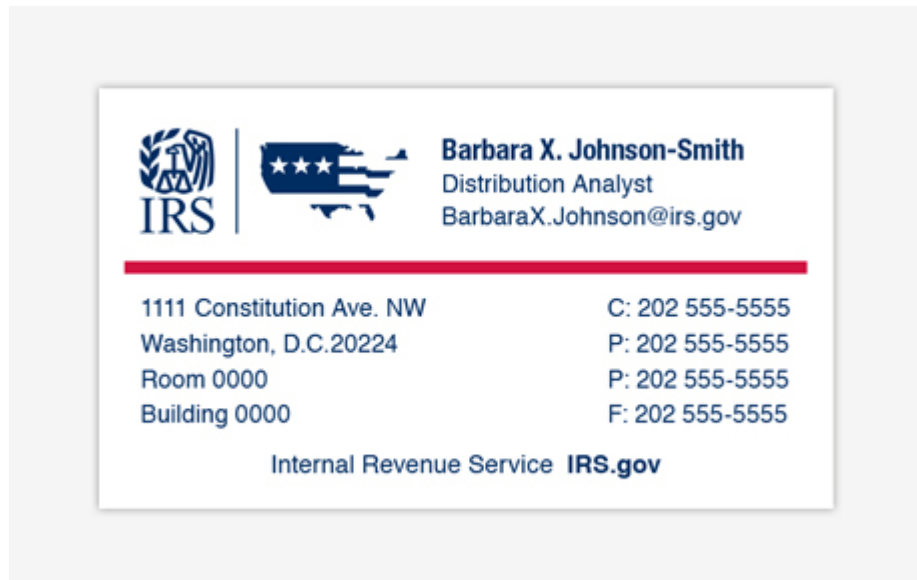 IRS
Barbara X. Johnson-Smith
Distribution Analyst
BarbaraX.Johnson@irs.gov
1111 Constitution Ave. NW
Washington, D.C.20224
Room 0000
Building 0000
C: 202 555-5555
P: 202 555-5555
P: 202 555-5555
F: 202 555-5555
Internal Revenue Service IRS.gov